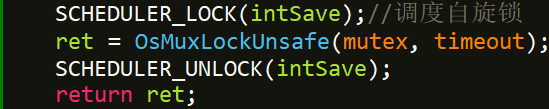 SCHEDULER_LOCK(intSave);//调度自旋锁
ret = OsMuxLockUnsafe(mutex, timeout);
SCHEDULER_UNLOCK(intSave);
return ret;